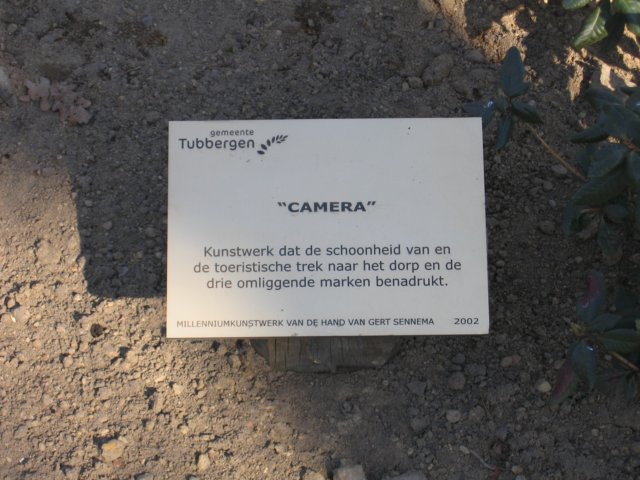 gemeente
Tubbergen
"CAMERA"
Kunstwerk dat de schoonheid van en
de toeristische trek naar het dorp en de
drie omliggende marken benadrukt.
MILLENNIUMKUNSTWERK VAN DE HAND VAN GERT SENNEMA 2002